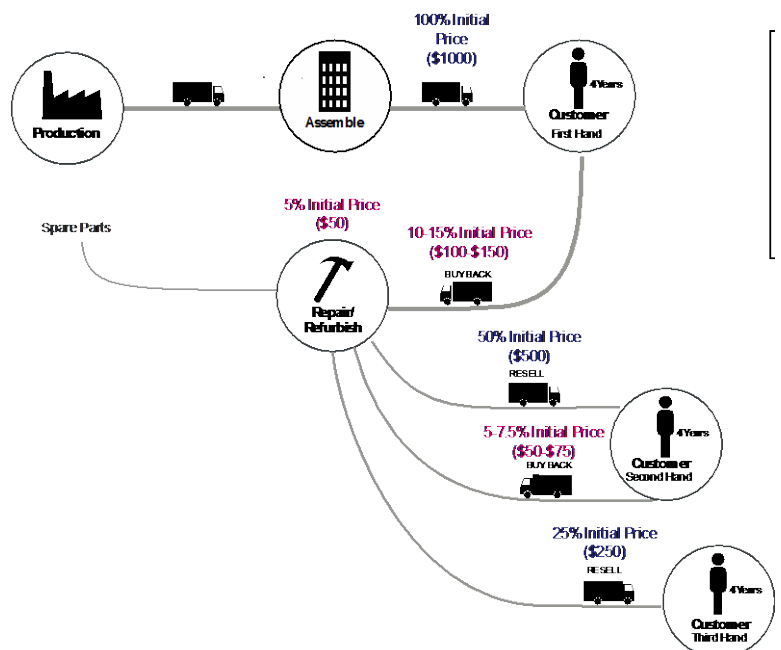 100% Initial
Price
($1000)
4 Years
Production
Assemble
Customer
First Hand
5% Initial Price
($50)
Spare Parts
10-15% Initial Price
($100-$150)
BUY BACK
Repair/
Refurbish
50% Initial Price
($500)
RESELL
4 Years
5-7.5% Initial Price
($50-$75)
BUY BACK
Customer
Second Hand
25% Initial Price
($250)
RESELL
4 Years
Customer
Third Hand